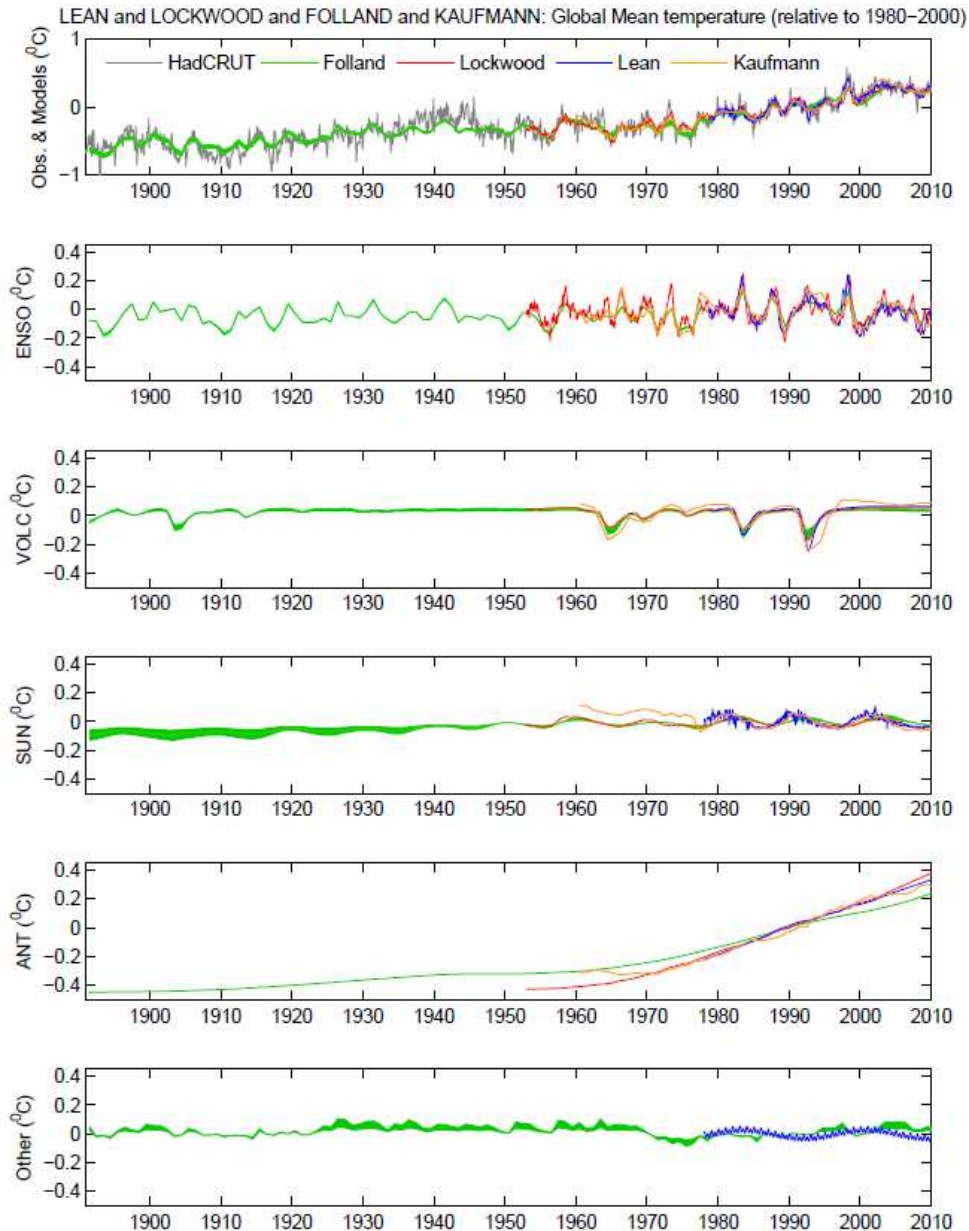 LEAN and LOCKWOOD and FOLLAND and KAUFMANN: Global Mean temperature (relative to 1980−2000)
Obs. & Models (⁰C)
1
0
−1
HadCRUT Folland Lockwood Lean Kaufmann
1900 1910 1920 1930 1940 1950 1960 1970 1980 1990 2000 2010
ENSO (⁰C)
0.4
0.2
0
−0.2
−0.4
1900 1910 1920 1930 1940 1950 1960 1970 1980 1990 2000 2010
VOLC (⁰C)
0.4
0.2
0
−0.2
−0.4
1900 1910 1920 1930 1940 1950 1960 1970 1980 1990 2000 2010
SUN (⁰C)
0.4
0.2
0
−0.2
−0.4
1900 1910 1920 1930 1940 1950 1960 1970 1980 1990 2000 2010
ANT (⁰C)
0.4
0.2
0
−0.2
−0.4
1900 1910 1920 1930 1940 1950 1960 1970 1980 1990 2000 2010
Other (⁰C)
0.4
0.2
0
−0.2
−0.4
1900 1910 1920 1930 1940 1950 1960 1970 1980 1990 2000 2010